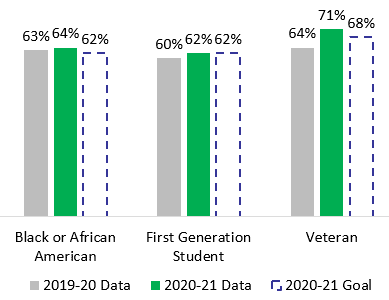 63% 64% 62% 60% 62% 62% 64% 71% 68%
Black or African American
First Generation Student
Veteran
2019-20 Data 2020-21 Data 2020-21 Goal